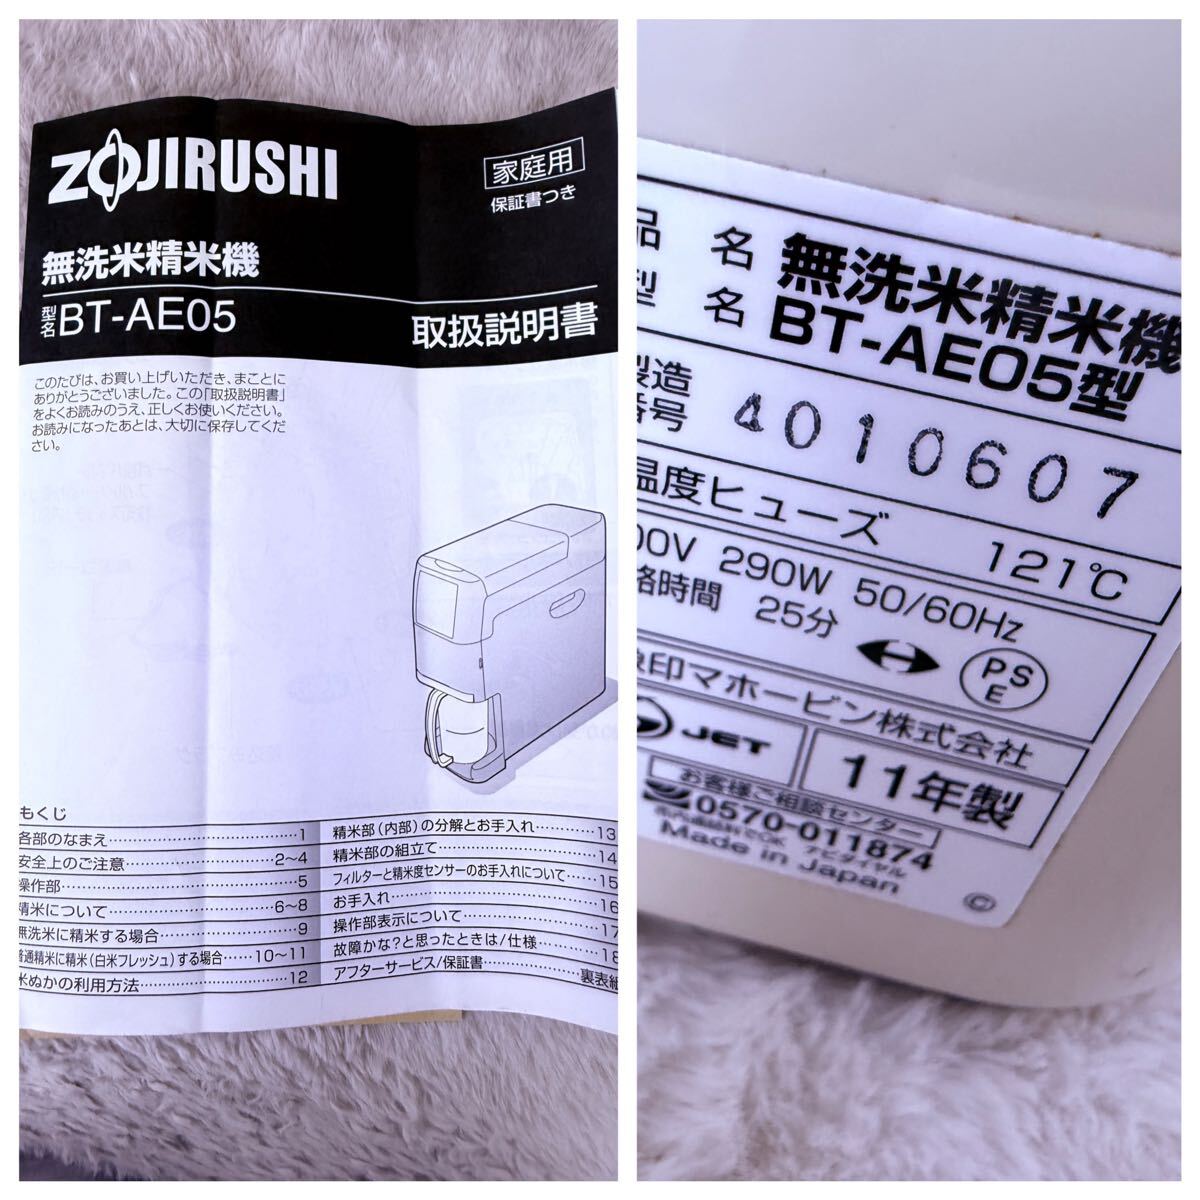 ZOJIRUSHI
家庭用
保証書つき
無洗米精米機
型名 BT-AE05
取扱説明書
このたびは、お買い上げいただき、まことに
ありがとうございました。この「取扱説明書」
をよくお読みのうえ、正しくお使いください。
お読みになったあとは、大切に保存してくだ
さい。
もくじ
各部のなまえ……1
安全上のご注意……2~4
操作部……5
精米について……6~8
無洗米に精米する場合……9
普通精米に精米(白米フレッシュ)する場合……10~11
米ぬかの利用方法……12
精米部(内部)の分解とお手入れ……13
精米部の組立て……14
フィルターと精米度センサーのお手入れについて……15
お手入れ……16
操作部表示について……17
故障かな?と思ったときは/仕様……18
アフターサービス/保証書……裏表紙
品名 無洗米精米機
型名 BT-AE05型
製造番号 4010607
温度ヒューズ 121℃
00V 290W 50/60Hz
格時間 25分
PSE
象印マホービン株式会社
JET
11年製
お客様ご相談センター
0570-011874
ナビダイヤル
Made in Japan
©